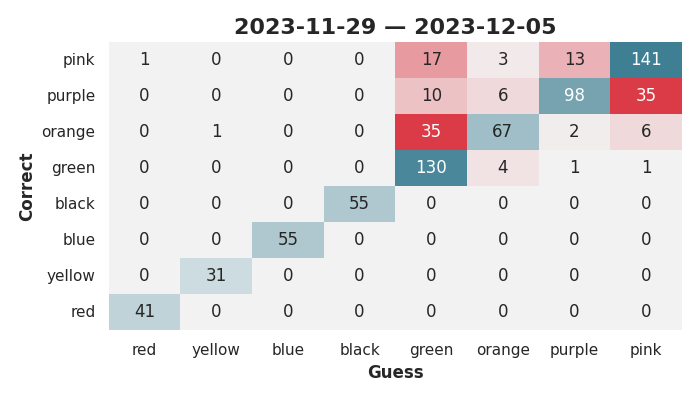 2023-11-29 — 2023-12-05
pink 1 0 0 0 17 3 13 141
purple 0 0 0 0 10 6 98 35
orange 0 1 0 0 35 67 2 6
green 0 0 0 0 130 4 1 1
black 0 0 0 55 0 0 0 0
blue 0 0 55 0 0 0 0 0
yellow 0 31 0 0 0 0 0 0
red 41 0 0 0 0 0 0 0
Correct
red yellow blue black green orange purple pink
Guess